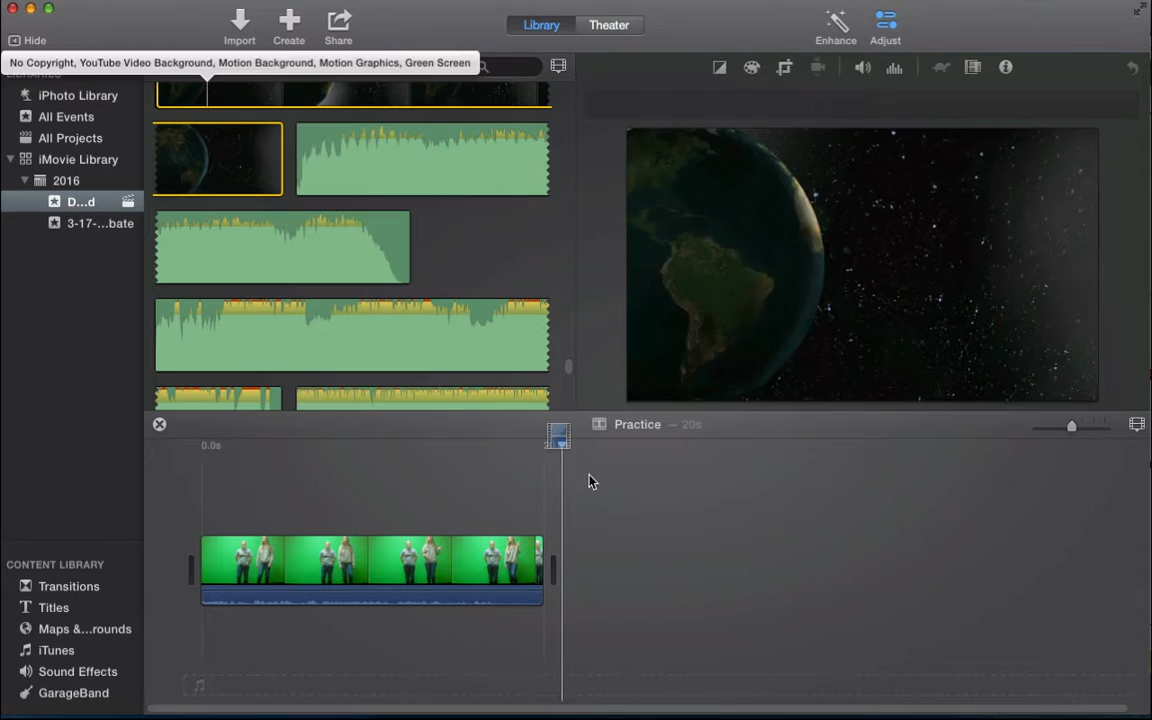 Library
Theater
Hide
Import
Create
Share
Enhance
Adjust
No Copyright, YouTube Video Background, Motion Background, Motion Graphics, Green Screen
iPhoto Library
All Events
All Projects
iMovie Library
2016
D...d
3-17-...bate
Practice — 20s
0.0s
CONTENT LIBRARY
Transitions
T Titles
Maps &...rounds
iTunes
Sound Effects
GarageBand